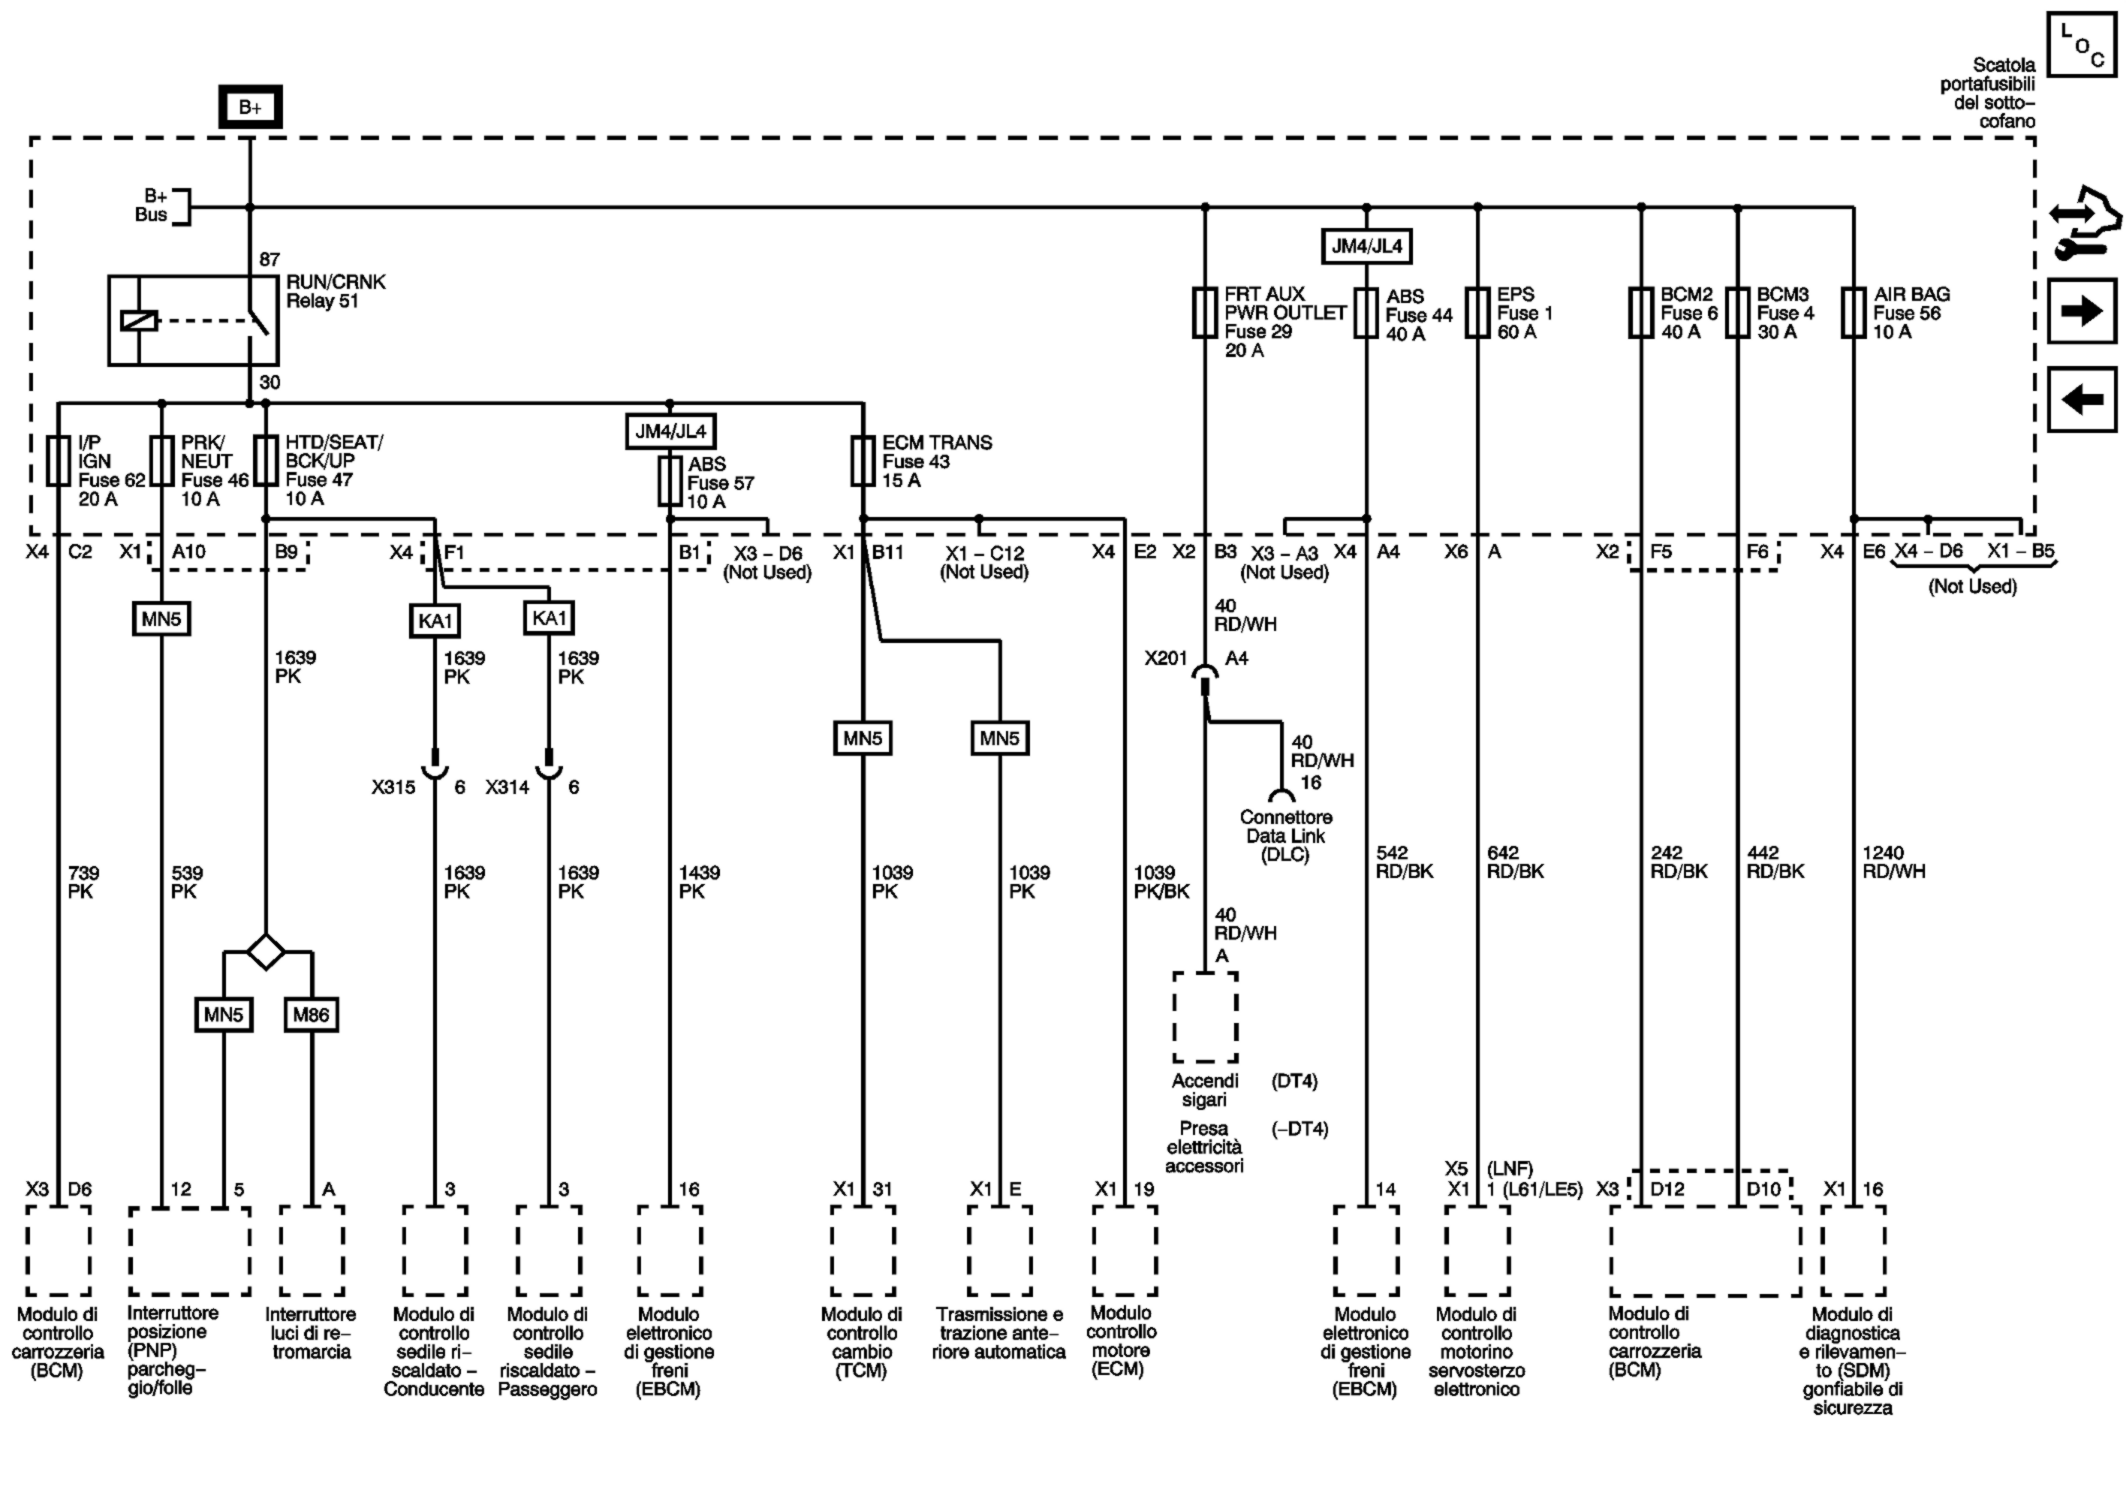 L
O
C
Scatola
portafusibili
del sotto–
cofano
B+
B+
Bus
87
RUN/CRNK
Relay 51
30
JM4/JL4
FRT AUX
PWR OUTLET
Fuse 29
20 A
ABS
Fuse 44
40 A
EPS
Fuse 1
60 A
BCM2
Fuse 6
40 A
BCM3
Fuse 4
30 A
AIR BAG
Fuse 56
10 A
I/P
IGN
Fuse 62
20 A
PRK/
NEUT
Fuse 46
10 A
HTD/SEAT/
BCK/UP
Fuse 47
10 A
JM4/JL4
ABS
Fuse 57
10 A
ECM TRANS
Fuse 43
15 A
X4 C2 X1 A10 B9 X4 F1 B1 X3 – D6 X1 B11 X1 – C12 X4 E2 X2 B3 X3 – A3 X4 A4 X6 A X2 F5 F6 X4 E6 X4 – D6 X1 – B5
(Not Used) (Not Used) (Not Used) (Not Used)
MN5
KA1
KA1
40
RD/WH
1639
PK
1639
PK
1639
PK
X201 A4
MN5
MN5
40
RD/WH
16
Connettore
Data Link
(DLC)
X315 6 X314 6
739
PK
539
PK
1639
PK
1639
PK
1439
PK
1039
PK
1039
PK
1039
PK/BK
542
RD/BK
642
RD/BK
242
RD/BK
442
RD/BK
1240
RD/WH
40
RD/WH
A
MN5
M86
Accendi
sigari
(DT4)
Presa
elettricità
accessori
(–DT4)
X5 (LNF)
X3 D6 12 5 A 3 3 16 X1 31 X1 E X1 19 14 X1 1 (L61/LE5) X3 D12 D10 X1 16
Modulo di
controllo
carrozzeria
(BCM)
Interruttore
posizione
(PNP)
parcheg–
gio/folle
Interruttore
luci di re–
tromarcia
Modulo di
controllo
sedile ri–
scaldato –
Conducente
Modulo di
controllo
sedile
riscaldato –
Passeggero
Modulo
elettronico
di gestione
freni
(EBCM)
Modulo di
controllo
cambio
(TCM)
Trasmissione e
trazione ante–
riore automatica
Modulo
controllo
motore
(ECM)
Modulo
elettronico
di gestione
freni
(EBCM)
Modulo di
controllo
motorino
servosterzo
elettronico
Modulo di
controllo
carrozzeria
(BCM)
Modulo di
diagnostica
e rilevamen–
to (SDM)
gonfiabile di
sicurezza